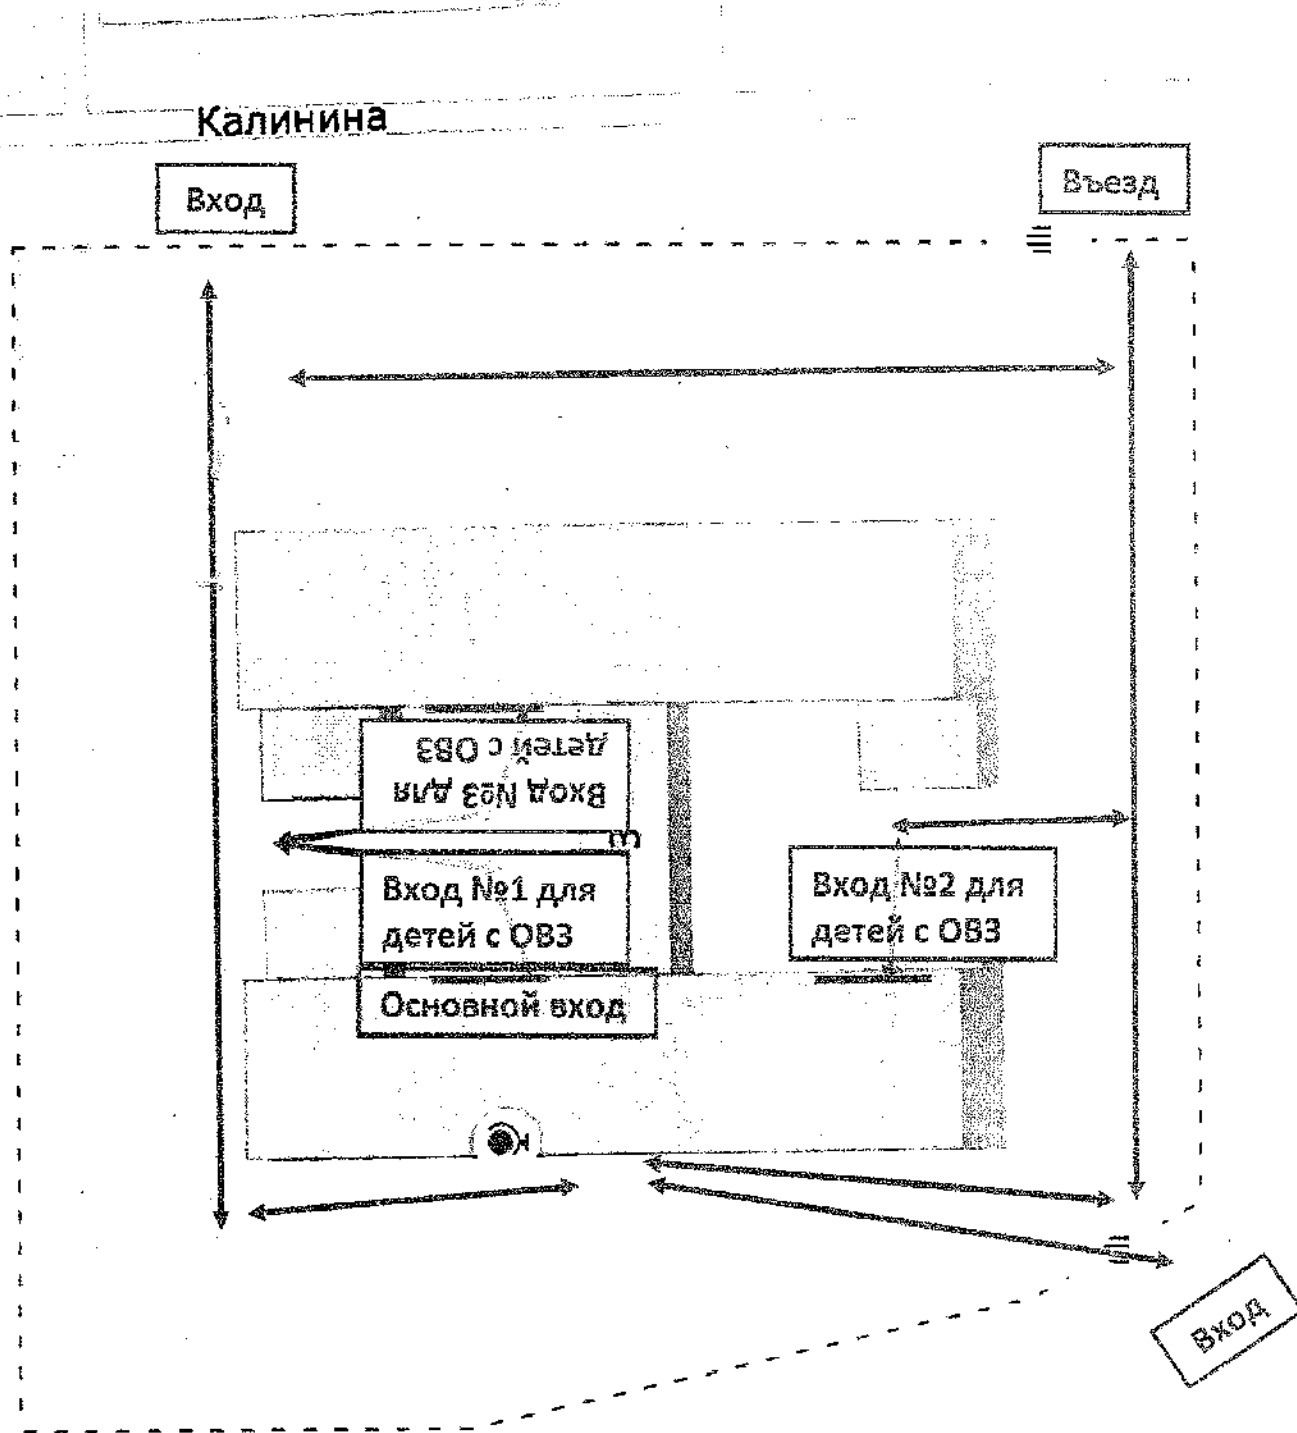 Калинина
Вход
Въезд
Вход №3 для
детей с ОВЗ
Вход №1 для
детей с ОВЗ
Вход №2 для
детей с ОВЗ
Основной вход
Вход